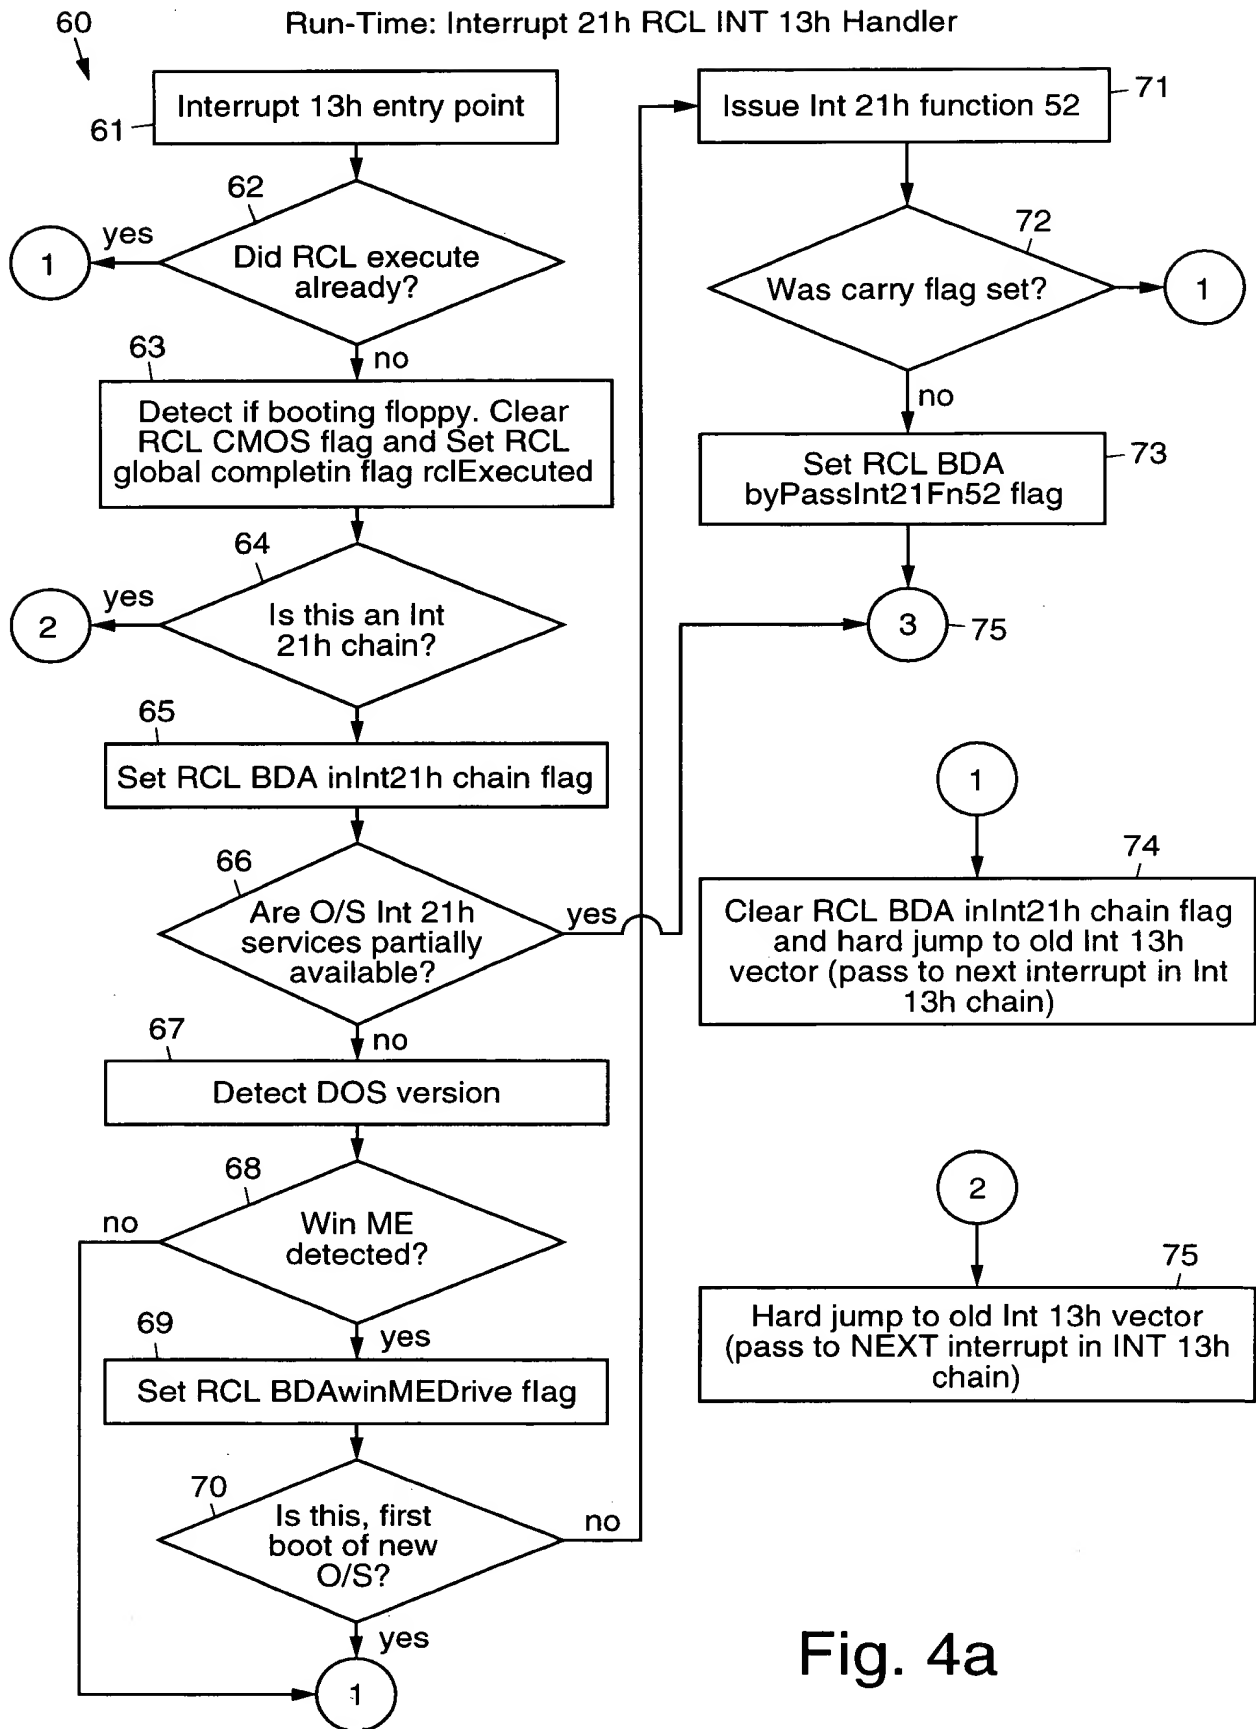 Run-Time: Interrupt 21h RCL INT 13h Handler
60
Interrupt 13h entry point
61
62
Did RCL execute
already?
yes
1
no
63
Detect if booting floppy. Clear
RCL CMOS flag and Set RCL
global completin flag rclExecuted
64
Is this an Int
21h chain?
yes
2
65
Set RCL BDA inInt21h chain flag
66
Are O/S Int 21h
services partially
available?
yes
no
67
Detect DOS version
68
Win ME
detected?
no
yes
69
Set RCL BDAwinMEDrive flag
70
Is this, first
boot of new
O/S?
no
yes
1
Issue Int 21h function 52
71
72
Was carry flag set?
1
no
Set RCL BDA
byPassInt21Fn52 flag
73
3
75
1
74
Clear RCL BDA inInt21h chain flag
and hard jump to old Int 13h
vector (pass to next interrupt in Int
13h chain)
2
75
Hard jump to old Int 13h vector
(pass to NEXT interrupt in INT 13h
chain)
Fig. 4a